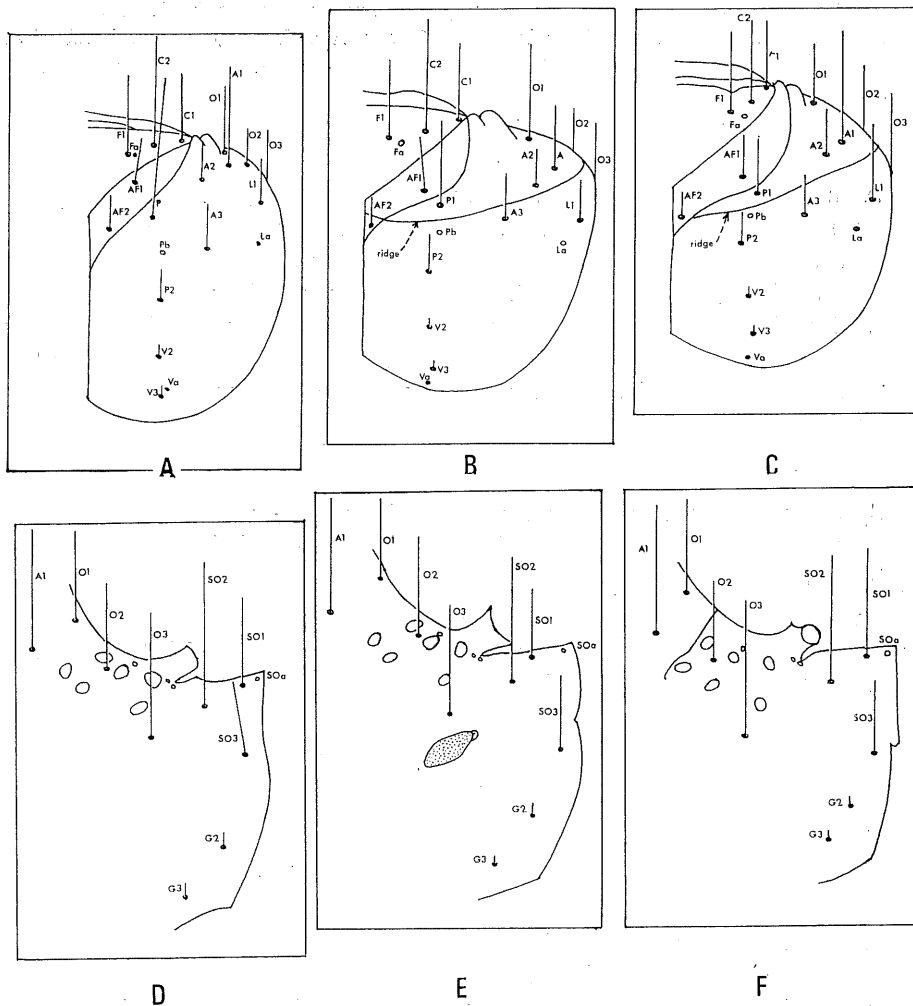 C2
A1
O1
F1
Fa
C1
O2
O3
A2
AF1
L1
AF2
P
A3
La
Pb
P2
V2
V3
Va
A
C2
C1
O1
F1
Fa
O2
A2
A
O3
AF1
AF2
P1
A3
L1
Pb
ridge
La
P2
V2
V3
Va
B
C2
O1
F1
Fa
O2
A2
A1
O3
AF1
L1
AF2
P1
Pb
A3
ridge
La
P2
V2
V3
Va
C
A1
O1
SO2
O2
O3
SO1
SOa
SO3
G2
G3
D
A1
O1
O2
SO2
O3
SO1
SOa
SO3
G2
G3
E
A1
O1
SO2
SO1
O2
O3
SOa
SO3
G2
G3
F